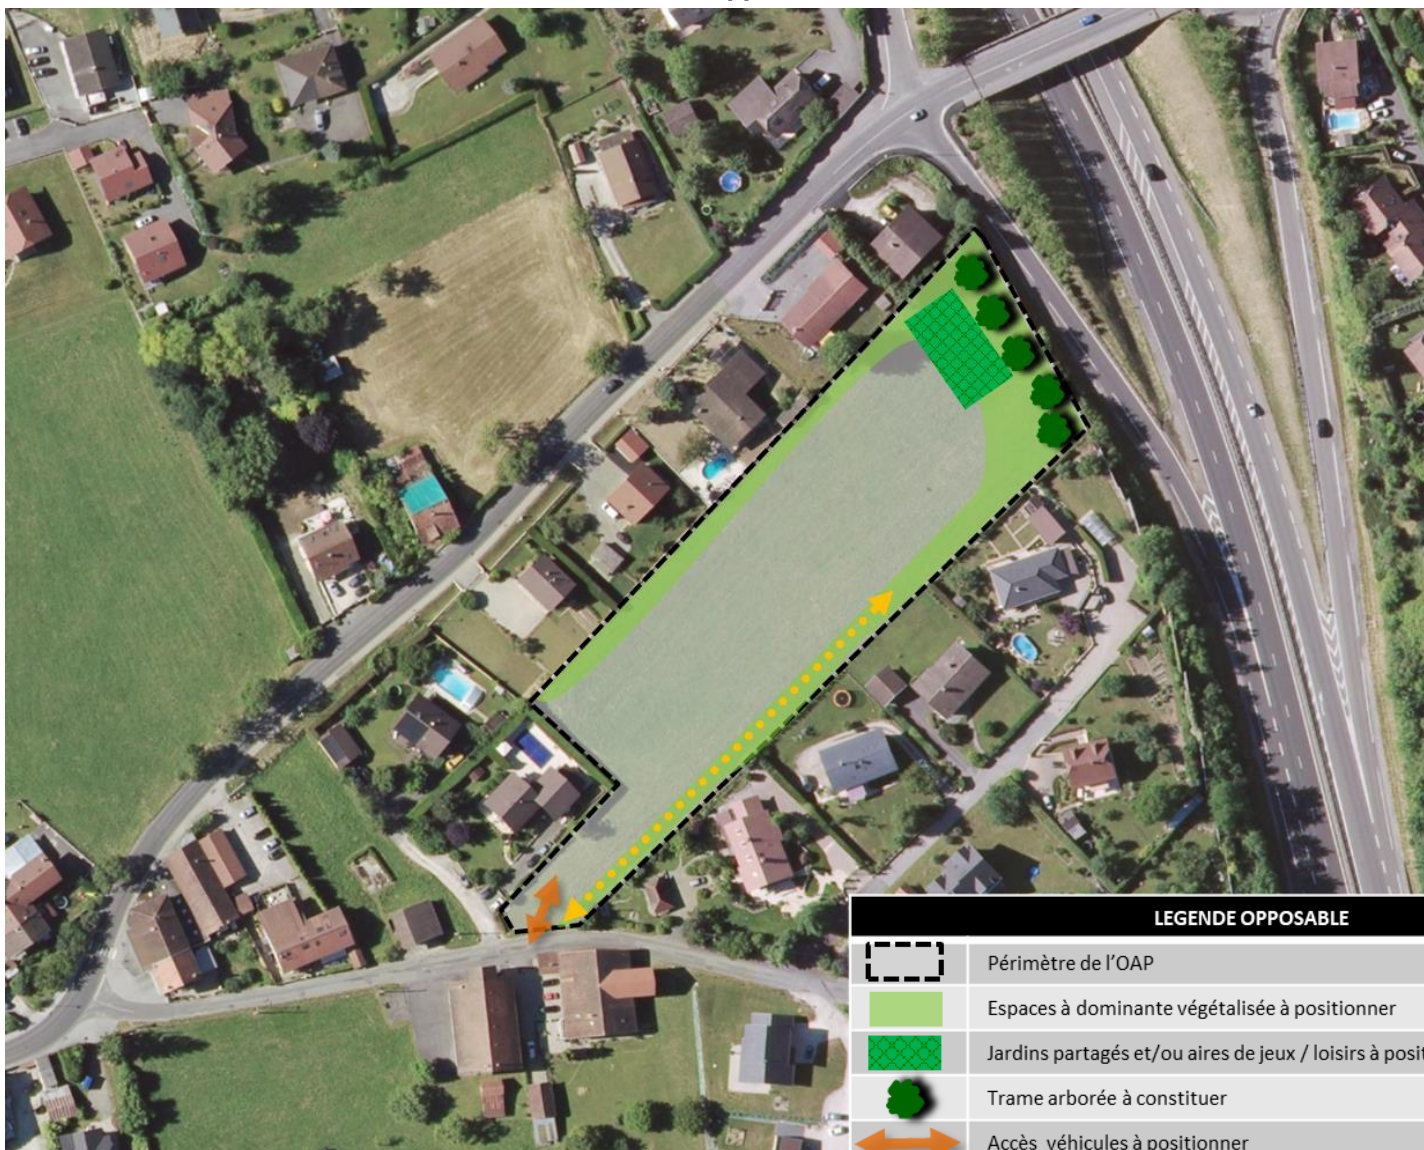 LEGENDE OPPOSABLE
Périmètre de l'OAP
Espaces à dominante végétalisée à positionner
Jardins partagés et/ou aires de jeux / loisirs à posit
Trame arborée à constituer
Accès véhicules à positionner